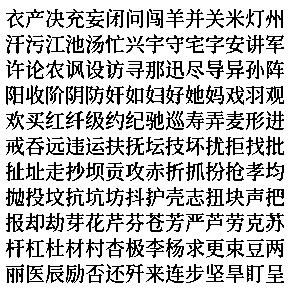 衣产决充妄闭问闯羊并关米灯州
汗污江池汤忙兴宇守宅字安讲军
许论农讽设访寻那迅尽导异孙阵
阳收阶阴防奸如妇好她妈戏羽观
欢买红纤级约纪驰巡寿弄麦形进
戒吞远违运扶抚坛技坏扰拒找批
扯址走抄坝贡攻赤折抓扮抢孝均
抛投坟抗坑坊抖护壳志扭块声把
报却劫芽花芹芬苍芳严芦劳克苏
杆杠杜材村杏极李杨求更束豆两
丽医辰励否还歼来连步坚旱盯呈